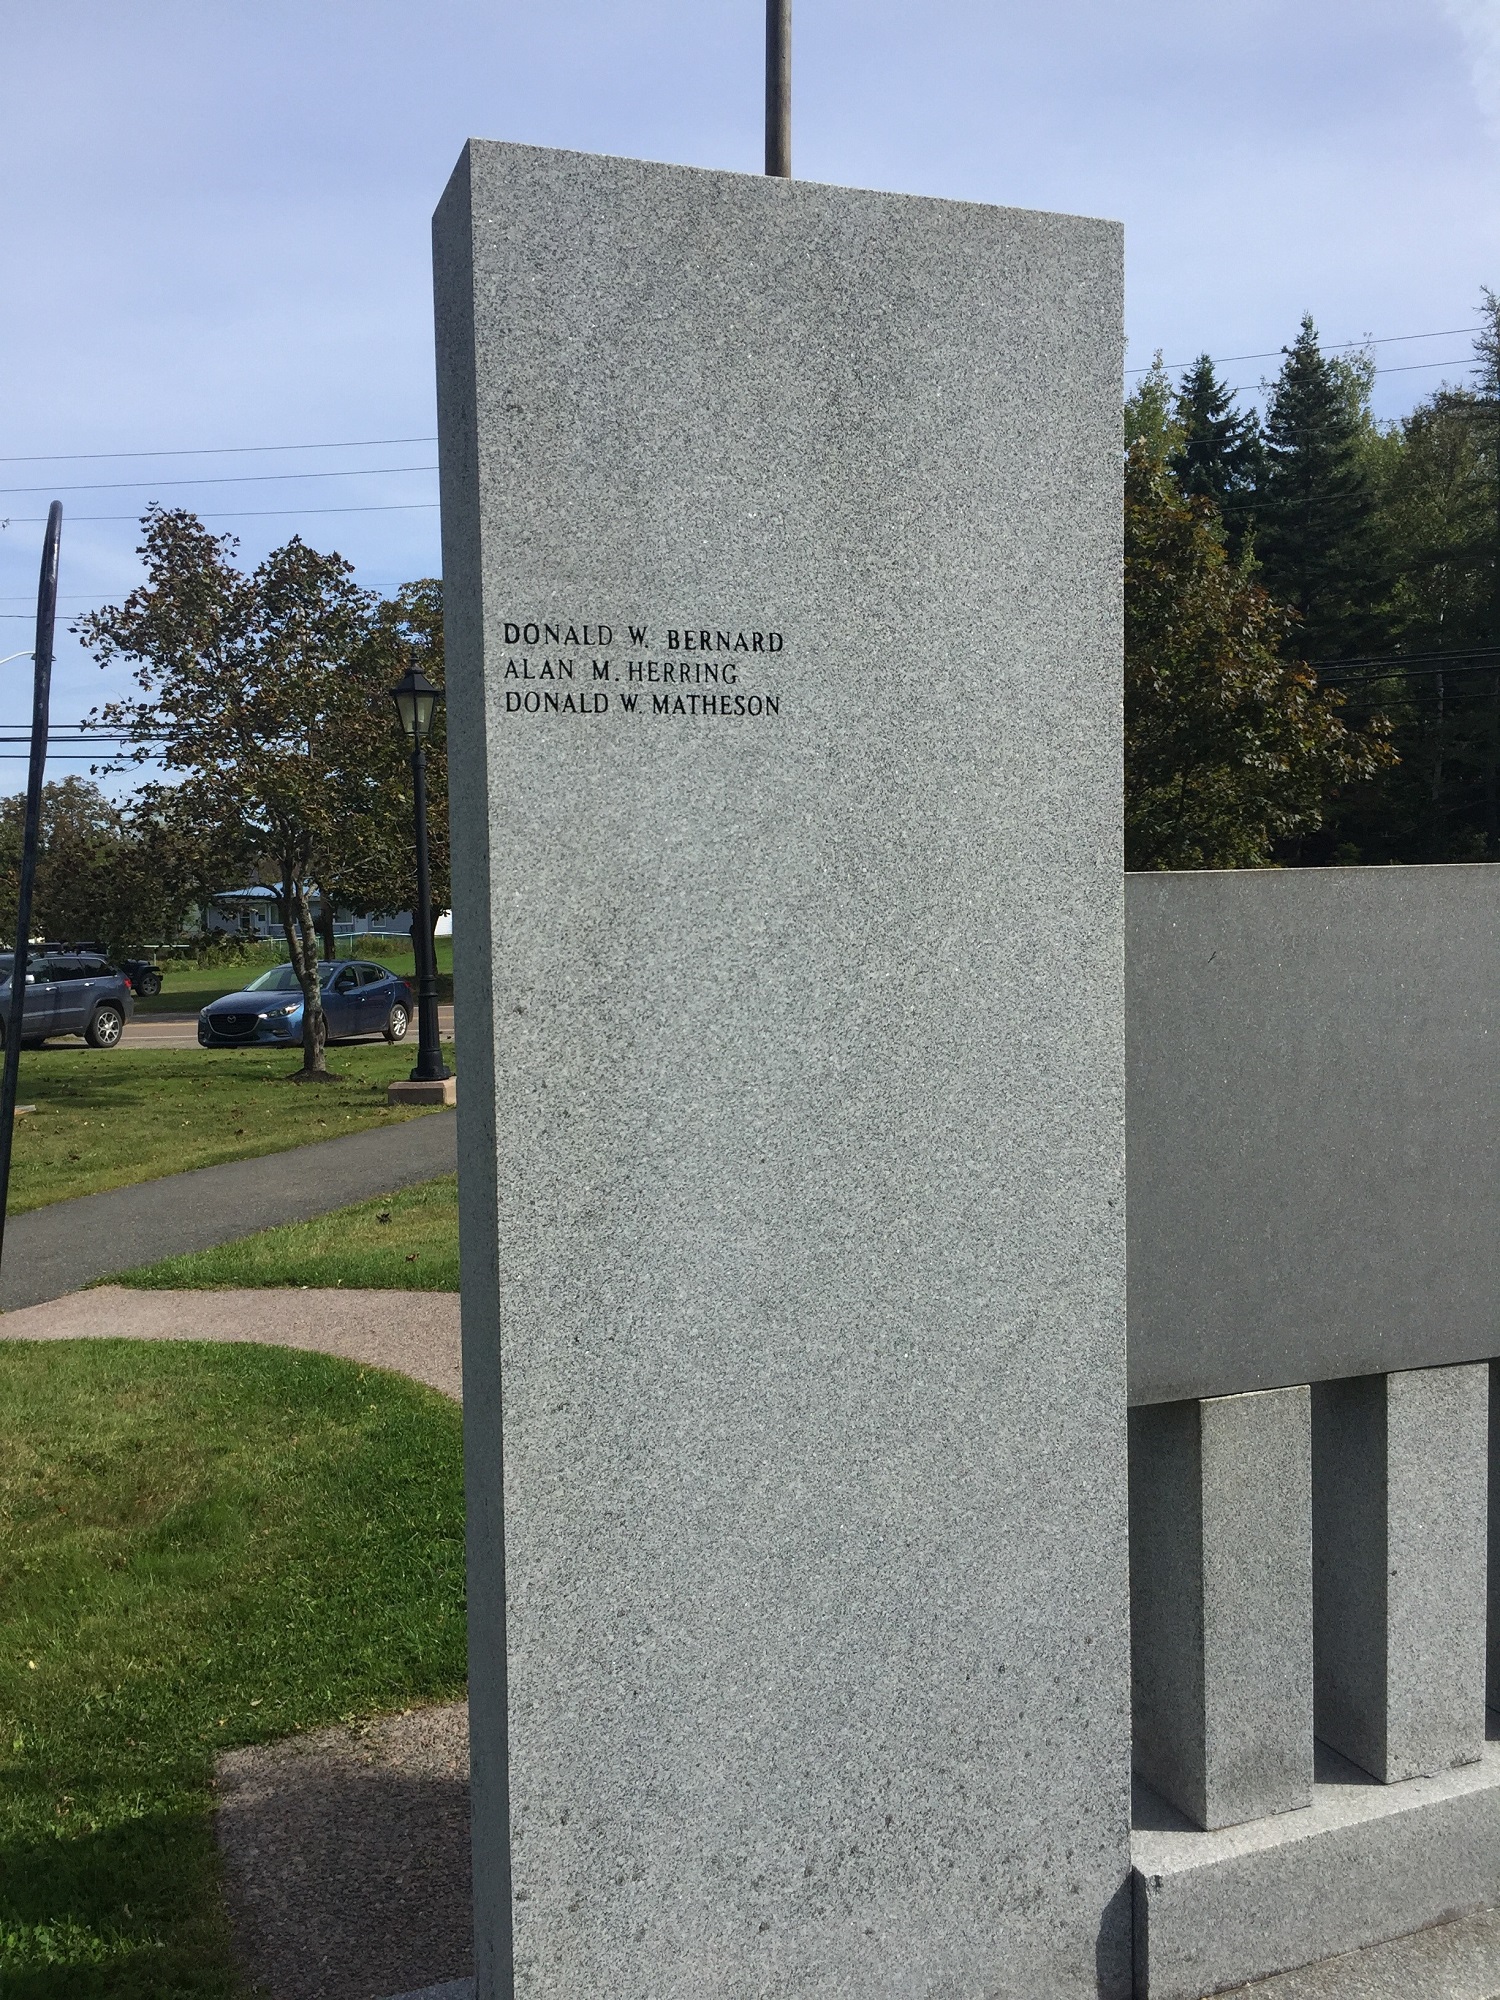 DONALD W. BERNARD
ALAN M. HERRING
DONALD W. MATHESON